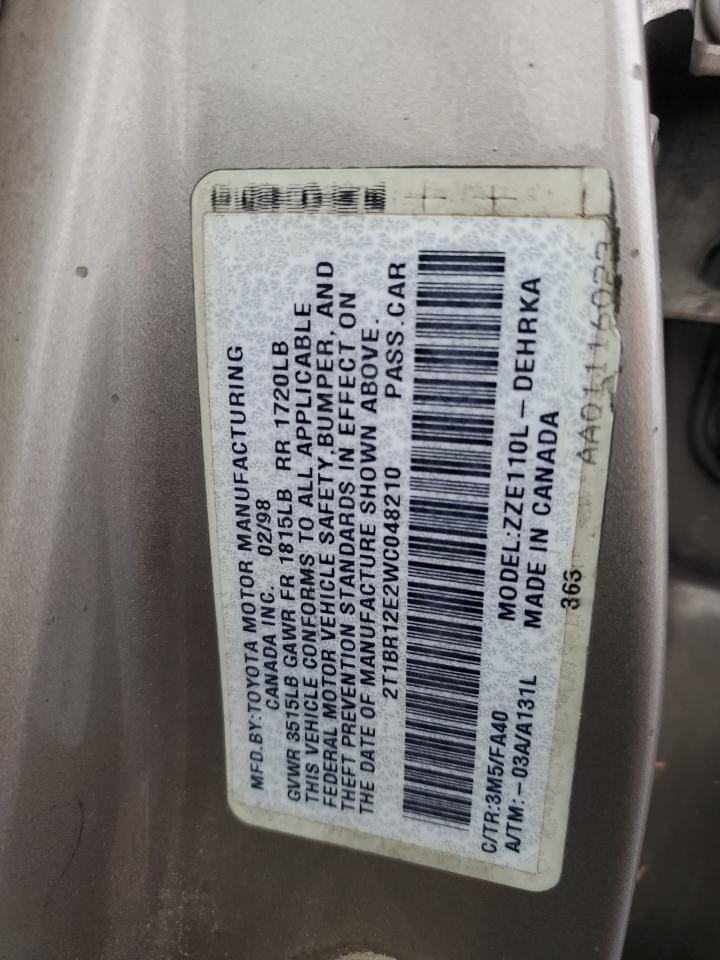 MFD.BY:TOYOTA MOTOR MANUFACTURING
CANADA INC. 02/98
GVWR 3515LB GAWR FR 1815LB RR 1720LB
THIS VEHICLE CONFORMS TO ALL APPLICABLE
FEDERAL MOTOR VEHICLE SAFETY,BUMPER, AND
THEFT PREVENTION STANDARDS IN EFFECT ON
THE DATE OF MANUFACTURE SHOWN ABOVE.
2T1BR12E2WC048210 PASS.CAR
C/TR:3M5/FA40 MODEL:ZZE110L-DEHRKA
A/TM:-03A/A131L MADE IN CANADA
363